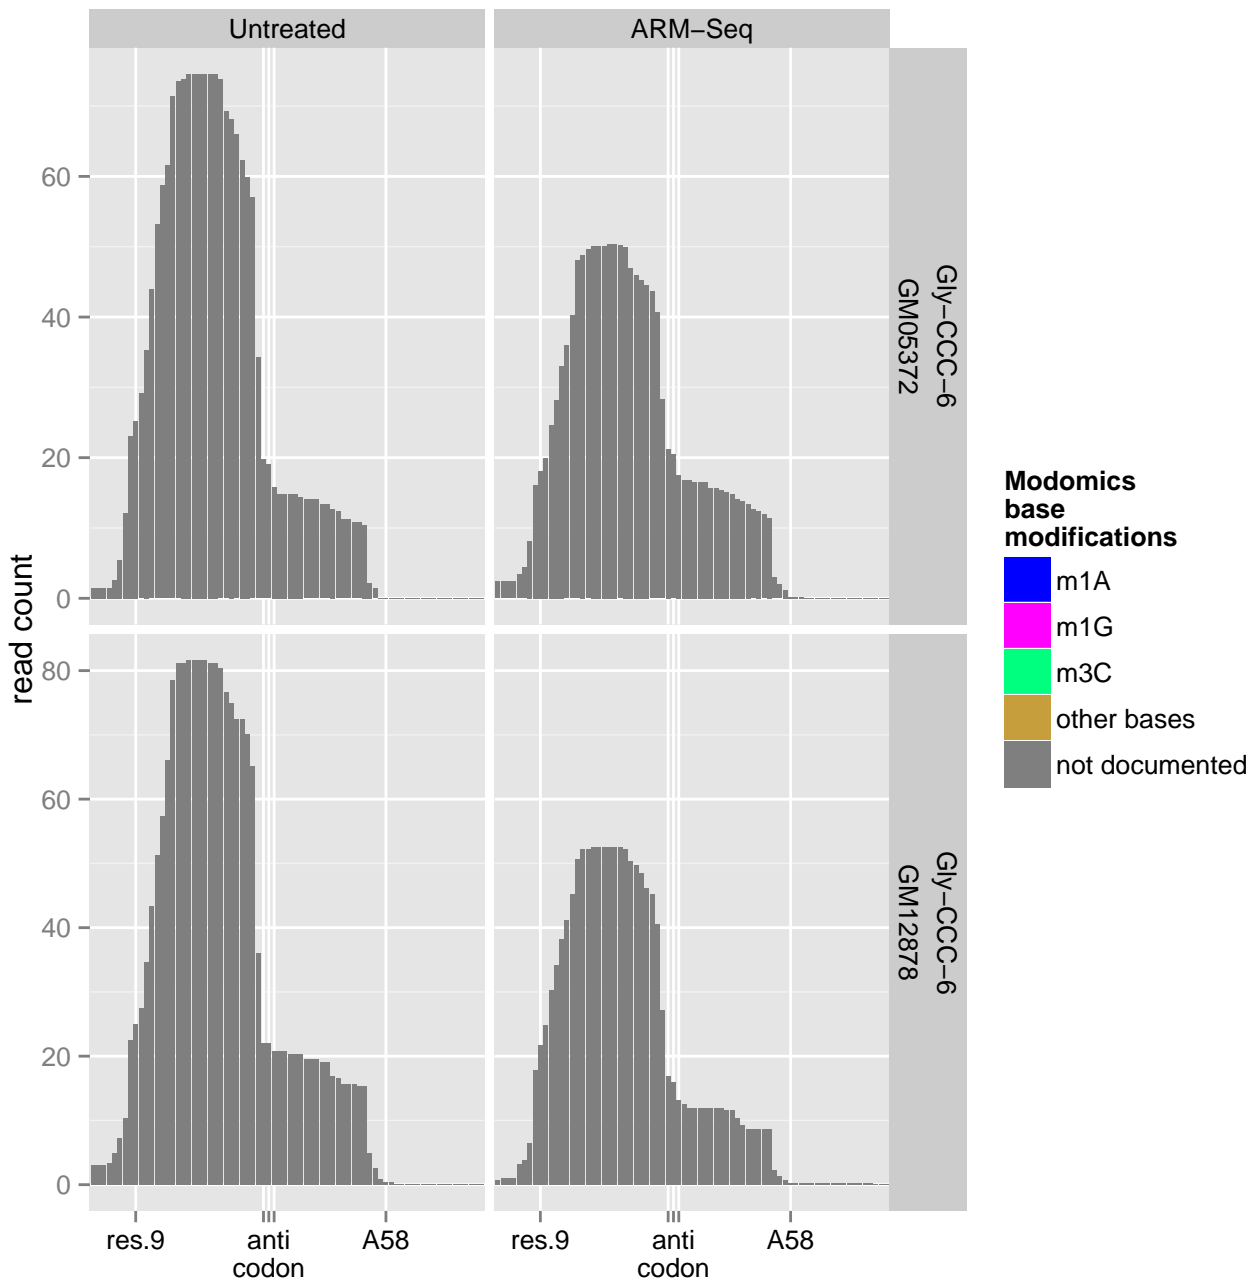 Untreated
ARM−Seq
60
40
20
0
Gly−CCC−6
GM05372
read count
80
60
40
20
0
Gly−CCC−6
GM12878
res.9
anti
codon
A58
res.9
anti
codon
A58
Modomics
base
modifications
m1A
m1G
m3C
other bases
not documented